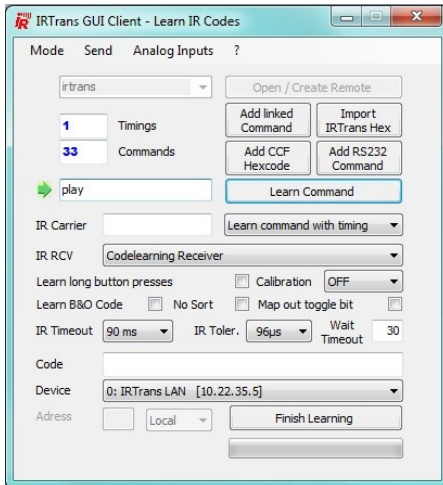 IRTrans GUI Client - Learn IR Codes
Mode Send Analog Inputs ?
irtrans Open / Create Remote
1 Timings Add linked Command Import IRTrans Hex
33 Commands Add CCF Hexcode Add RS232 Command
play Learn Command
IR Carrier Learn command with timing
IR RCV Codelearning Receiver
Learn long button presses Calibration OFF
Learn B&O Code No Sort Map out toggle bit
IR Timeout 90 ms IR Toler. 96µs Wait Timeout 30
Code
Device 0: IRTrans LAN [10.22.35.5]
Adress Local Finish Learning